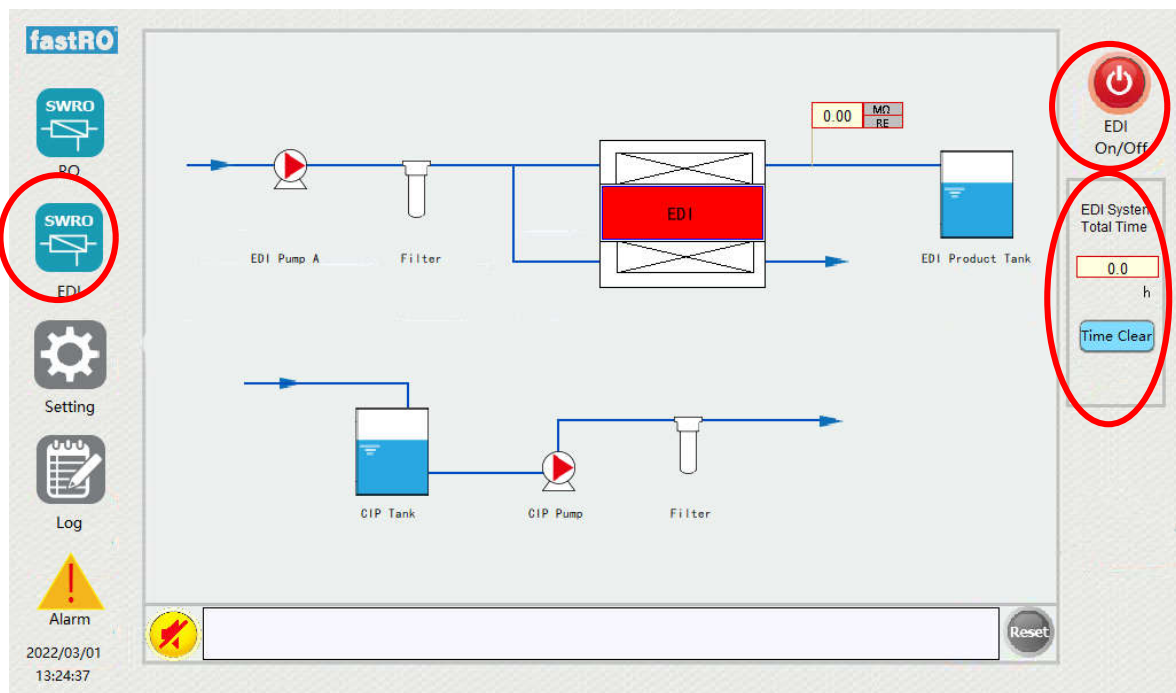 fastRO
SWRO
RO
SWRO
EDI
Setting
Log
Alarm
2022/03/01
13:24:37
0.00 MΩ
RE
EDI
EDI Pump A
Filter
EDI Product Tank
CIP Tank
CIP Pump
Filter
Reset
EDI
On/Off
EDI System
Total Time
0.0
h
Time Clear